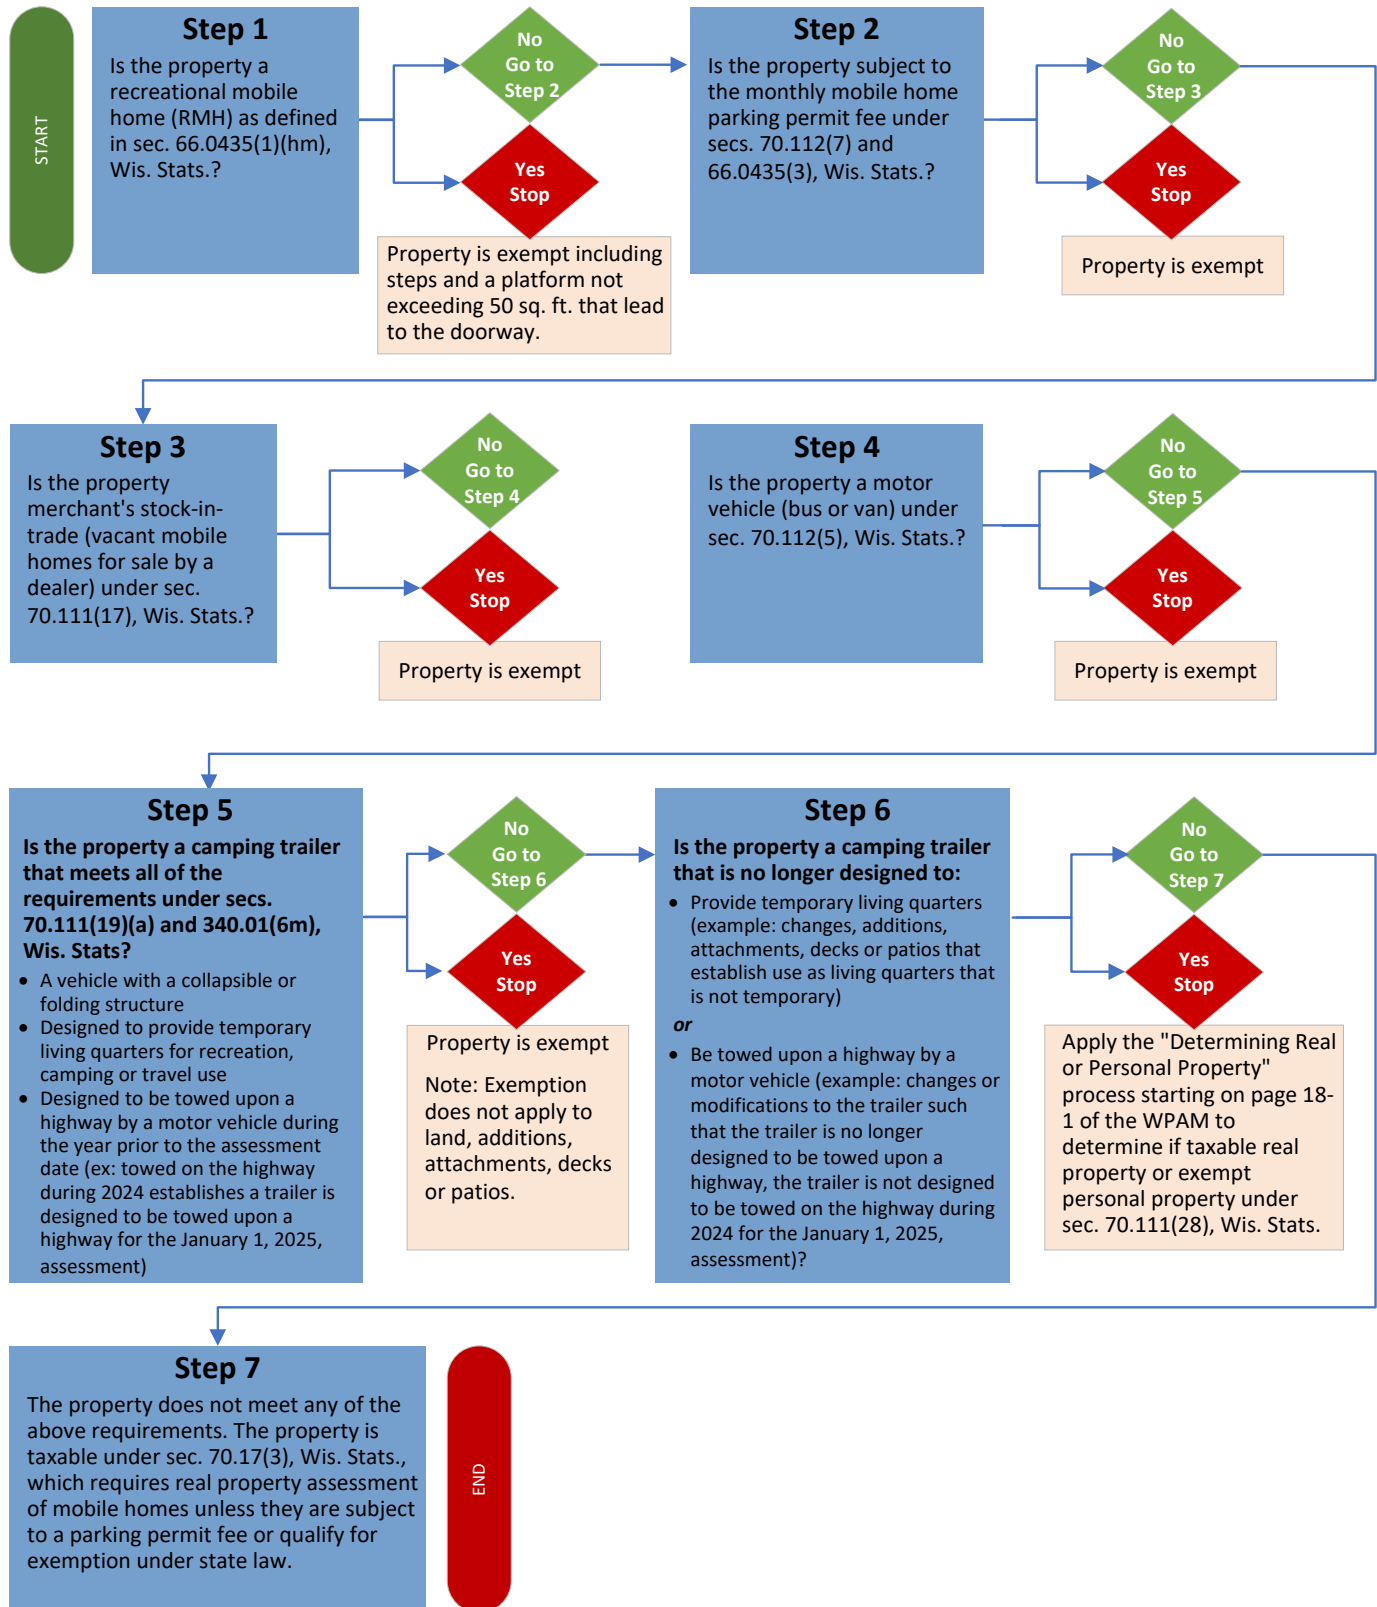 START
Step 1
Is the property a
recreational mobile
home (RMH) as defined
in sec. 66.0435(1)(hm),
Wis. Stats.?
No
Go to
Step 2
Yes
Stop
Property is exempt including
steps and a platform not
exceeding 50 sq. ft. that lead
to the doorway.
Step 2
Is the property subject to
the monthly mobile home
parking permit fee under
secs. 70.112(7) and
66.0435(3), Wis. Stats.?
No
Go to
Step 3
Yes
Stop
Property is exempt
Step 3
Is the property
merchant's stock-in-
trade (vacant mobile
homes for sale by a
dealer) under sec.
70.111(17), Wis. Stats.?
No
Go to
Step 4
Yes
Stop
Property is exempt
Step 4
Is the property a motor
vehicle (bus or van) under
sec. 70.112(5), Wis. Stats.?
No
Go to
Step 5
Yes
Stop
Property is exempt
Step 5
Is the property a camping trailer
that meets all of the
requirements under secs.
70.111(19)(a) and 340.01(6m),
Wis. Stats?
• A vehicle with a collapsible or
folding structure
• Designed to provide temporary
living quarters for recreation,
camping or travel use
• Designed to be towed upon a
highway by a motor vehicle during
the year prior to the assessment
date (ex: towed on the highway
during 2024 establishes a trailer is
designed to be towed upon a
highway for the January 1, 2025,
assessment)
No
Go to
Step 6
Yes
Stop
Property is exempt
Note: Exemption
does not apply to
land, additions,
attachments, decks
or patios.
Step 6
Is the property a camping trailer
that is no longer designed to:
• Provide temporary living quarters
(example: changes, additions,
attachments, decks or patios that
establish use as living quarters that
is not temporary)
or
• Be towed upon a highway by a
motor vehicle (example: changes or
modifications to the trailer such
that the trailer is no longer
designed to be towed upon a
highway, the trailer is not designed
to be towed on the highway during
2024 for the January 1, 2025,
assessment)?
No
Go to
Step 7
Yes
Stop
Apply the "Determining Real
or Personal Property"
process starting on page 18-
1 of the WPAM to
determine if taxable real
property or exempt
personal property under
sec. 70.111(28), Wis. Stats.
Step 7
The property does not meet any of the
above requirements. The property is
taxable under sec. 70.17(3), Wis. Stats.,
which requires real property assessment
of mobile homes unless they are subject
to a parking permit fee or qualify for
exemption under state law.
END